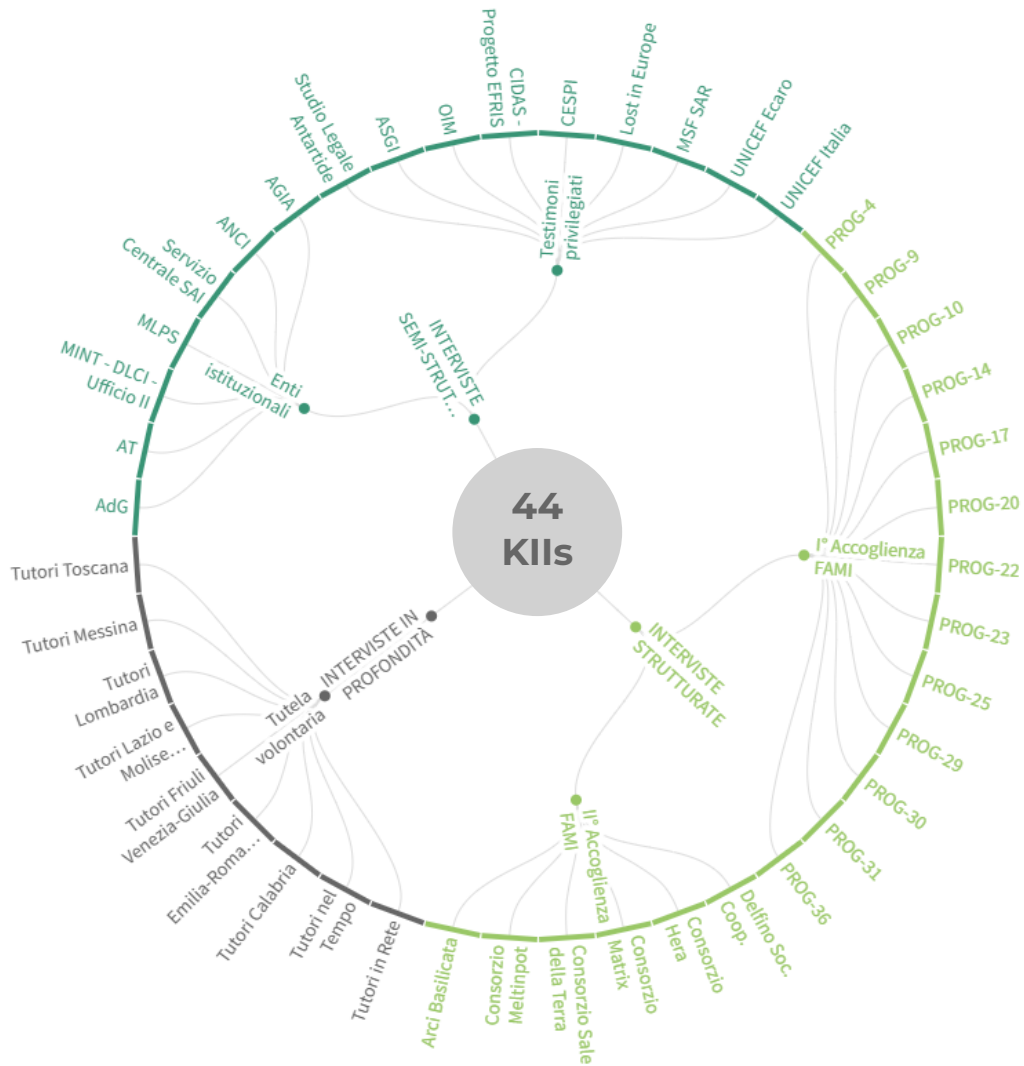 44
KIIs
INTERVISTE
SEMI-STRUT...
Testimoni
privilegiati
Studio Legale
Antartide
ASGI
OIM
CIDAS -
Progetto EFRIS
CESPI
Lost in Europe
MSF SAR
UNICEF Ecaro
UNICEF Italia
Enti
istituzionali
AGIA
ANCI
Servizio
Centrale SAI
MLPS
MINT - DLCI -
Ufficio II
AT
AdG
INTERVISTE
STRUTTURATE
I° Accoglienza
FAMI
PROG-4
PROG-9
PROG-10
PROG-14
PROG-17
PROG-20
PROG-22
PROG-23
PROG-25
PROG-29
PROG-30
PROG-31
PROG-36
II° Accoglienza
FAMI
Delfino Soc.
Coop.
Consorzio
Hera
Consorzio
Matrix
Consorzio Sale
della Terra
Consorzio
Meltinpot
Arci Basilicata
INTERVISTE IN
PROFONDITÀ
Tutela
volontaria
Tutori in Rete
Tutori nel
Tempo
Tutori Calabria
Tutori
Emilia-Roma...
Tutori Friuli
Venezia-Giulia
Tutori Lazio e
Molise...
Tutori
Lombardia
Tutori Messina
Tutori Toscana